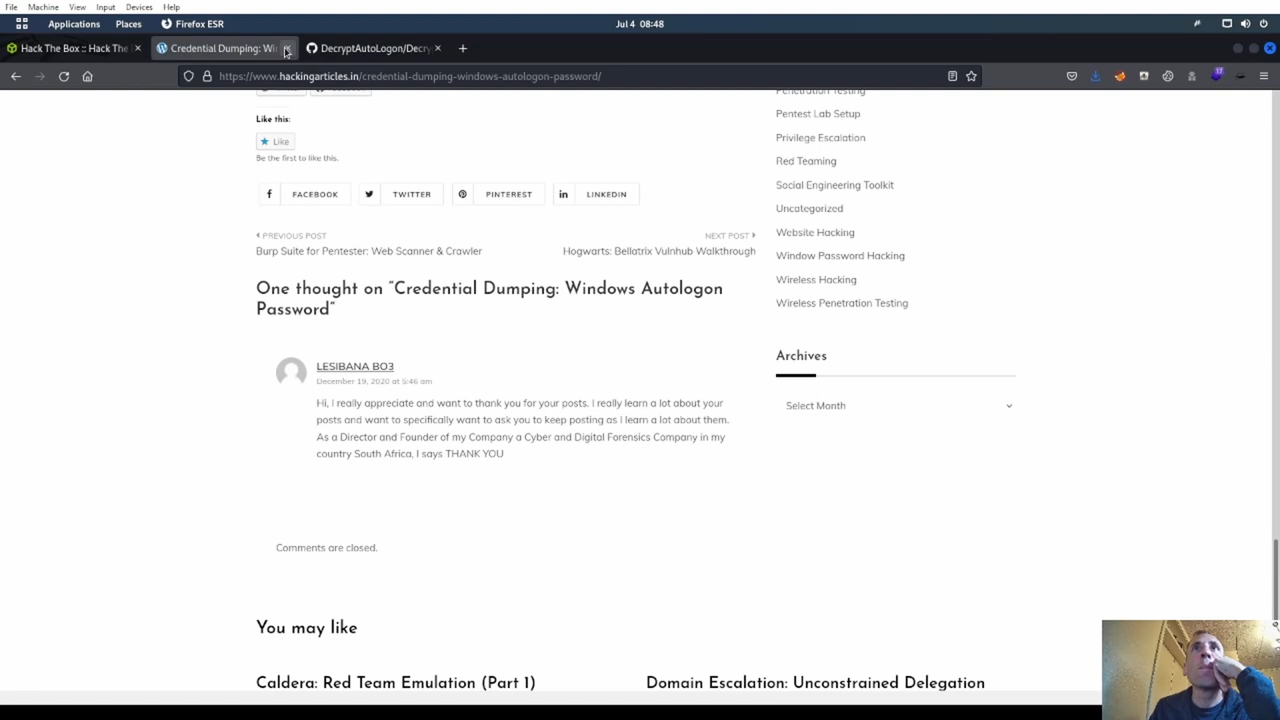 File Machine View Input Devices Help
Applications Places Firefox ESR Jul 4 08:48
Hack The Box :: Hack The Credential Dumping: Wi DecryptAutoLogon/Decry
https://www.hackingarticles.in/credential-dumping-windows-autologon-password/
Penetration Testing
Like this:
Pentest Lab Setup
Like
Privilege Escalation
Be the first to like this.
Red Teaming
FACEBOOK TWITTER PINTEREST LINKEDIN
Social Engineering Toolkit
Uncategorized
PREVIOUS POST NEXT POST
Website Hacking
Burp Suite for Pentester: Web Scanner & Crawler Hogwarts: Bellatrix Vulnhub Walkthrough
Window Password Hacking
Wireless Hacking
One thought on “Credential Dumping: Windows Autologon
Password”
Wireless Penetration Testing
Archives
LESIBANA BO3
December 19, 2020 at 5:46 am
Select Month
Hi, I really appreciate and want to thank you for your posts. I really learn a lot about your
posts and want to specifically want to ask you to keep posting as I learn a lot about them.
As a Director and Founder of my Company a Cyber and Digital Forensics Company in my
country South Africa, I says THANK YOU
Comments are closed.
You may like
Caldera: Red Team Emulation (Part 1) Domain Escalation: Unconstrained Delegation